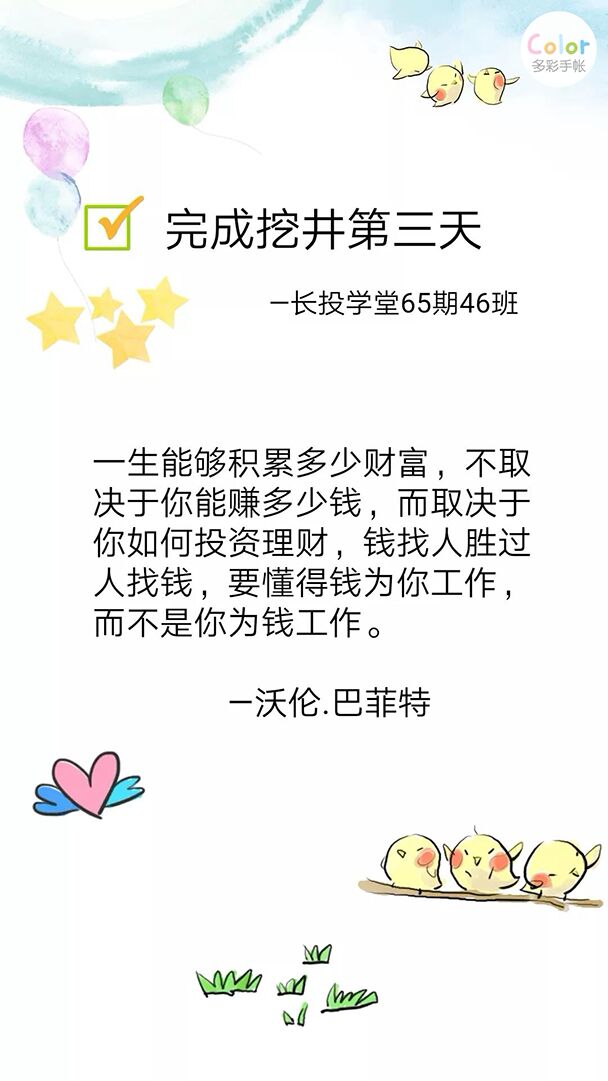 Color
多彩手帐
完成挖井第三天
—长投学堂65期46班
一生能够积累多少财富，不取
决于你能赚多少钱，而取决于
你如何投资理财，钱找人胜过
人找钱，要懂得钱为你工作，
而不是你为钱工作。
—沃伦.巴菲特